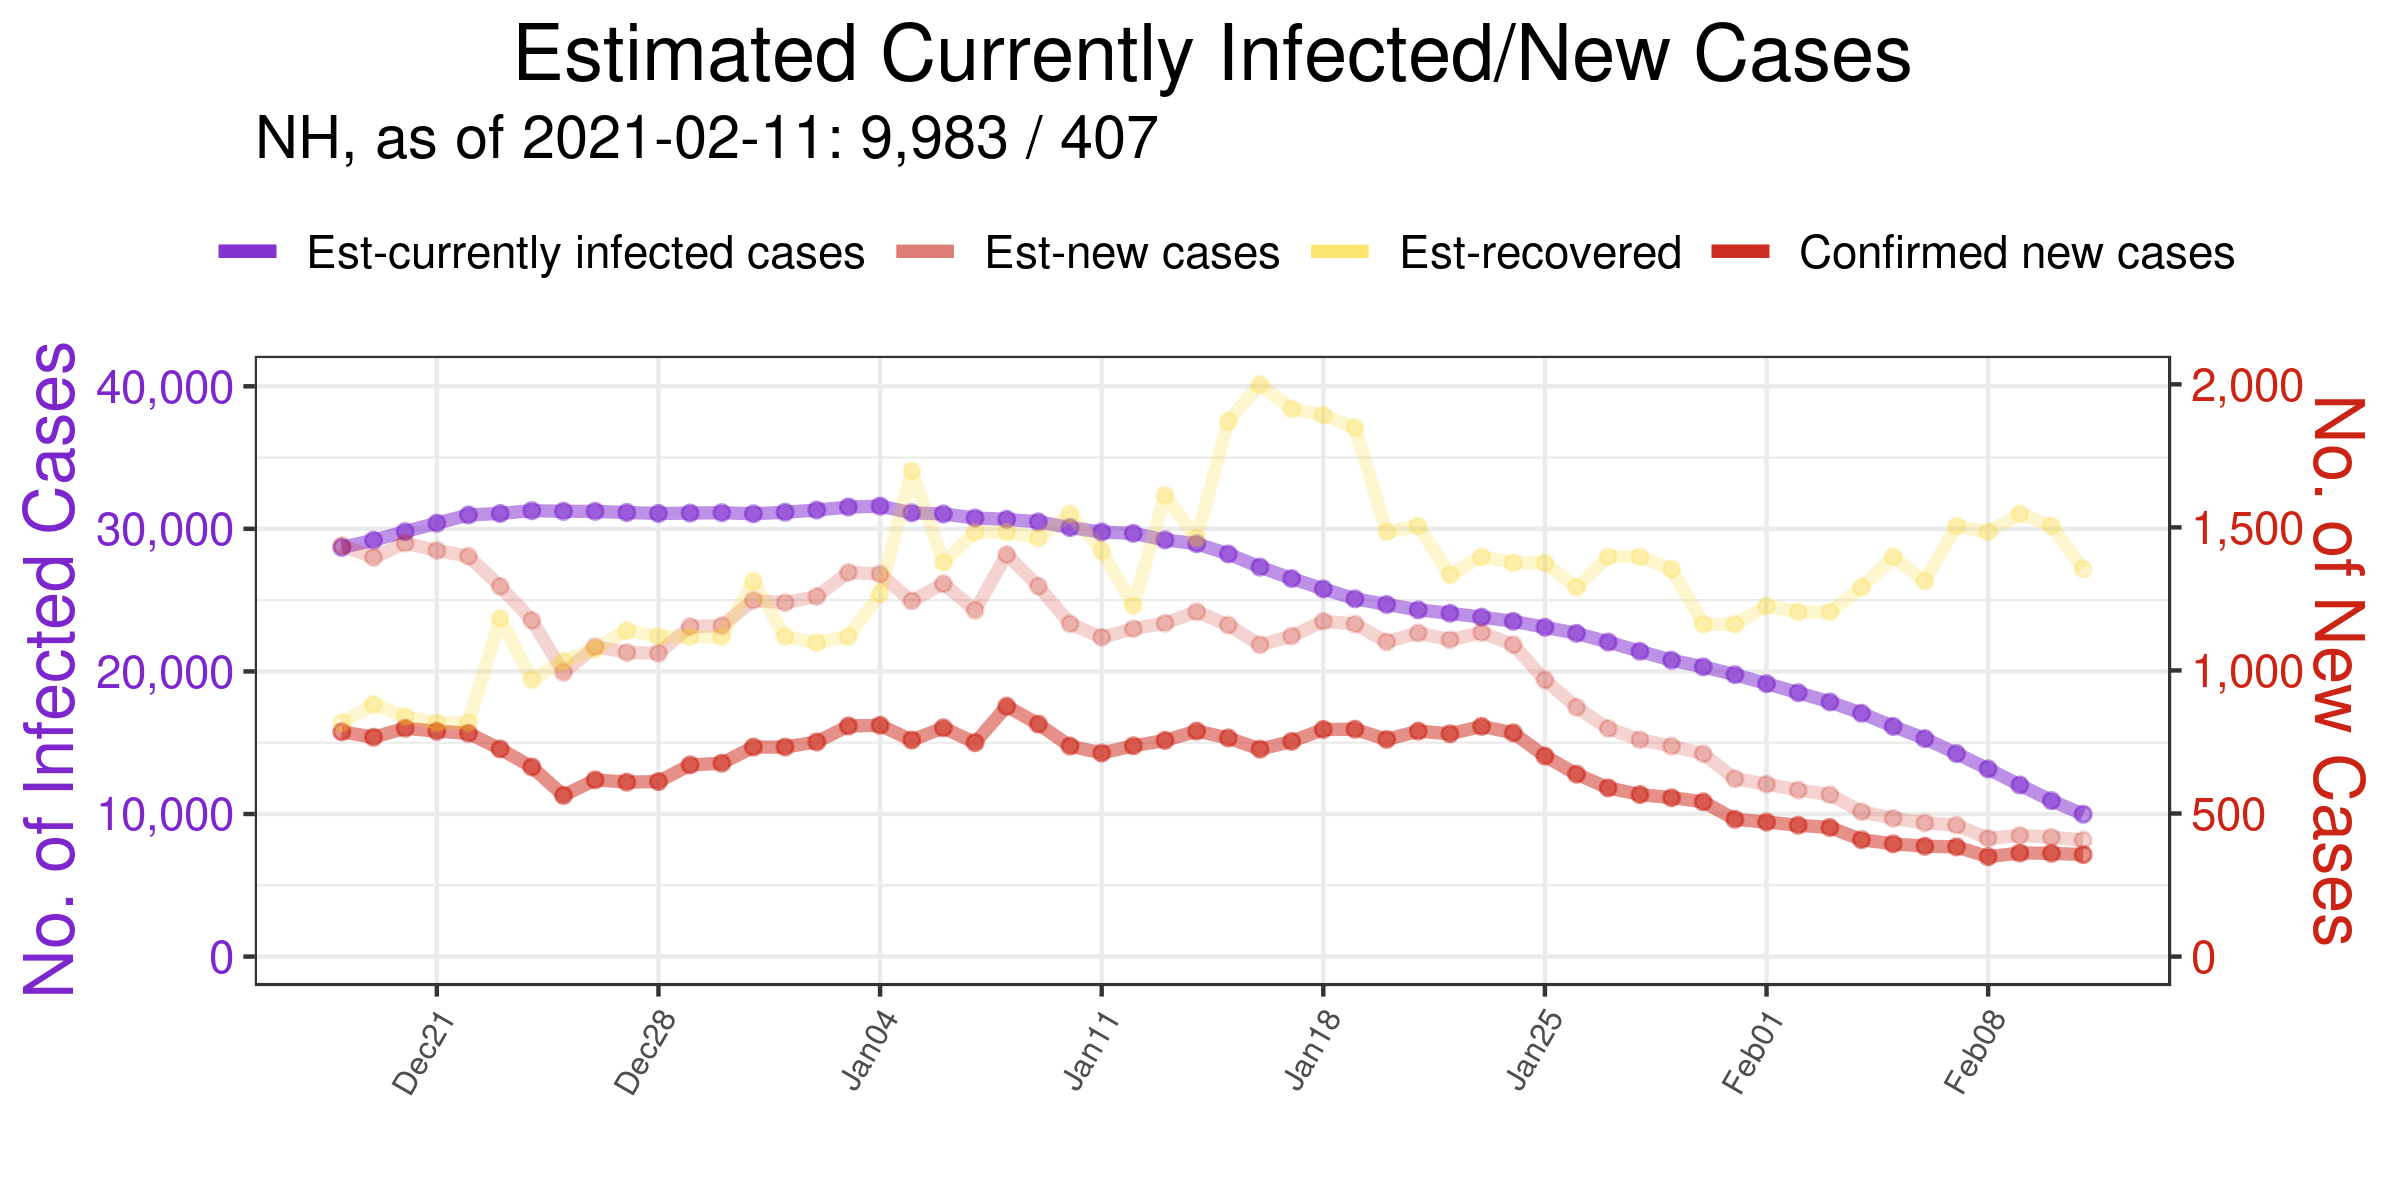 Estimated Currently Infected/New Cases
NH, as of 2021-02-11: 9,983 / 407
Est-currently infected cases
Est-new cases
Est-recovered
Confirmed new cases
No. of Infected Cases
40,000
30,000
20,000
10,000
0
2,000
1,500
1,000
500
0
No. of New Cases
Dec21
Dec28
Jan04
Jan11
Jan18
Jan25
Feb01
Feb08